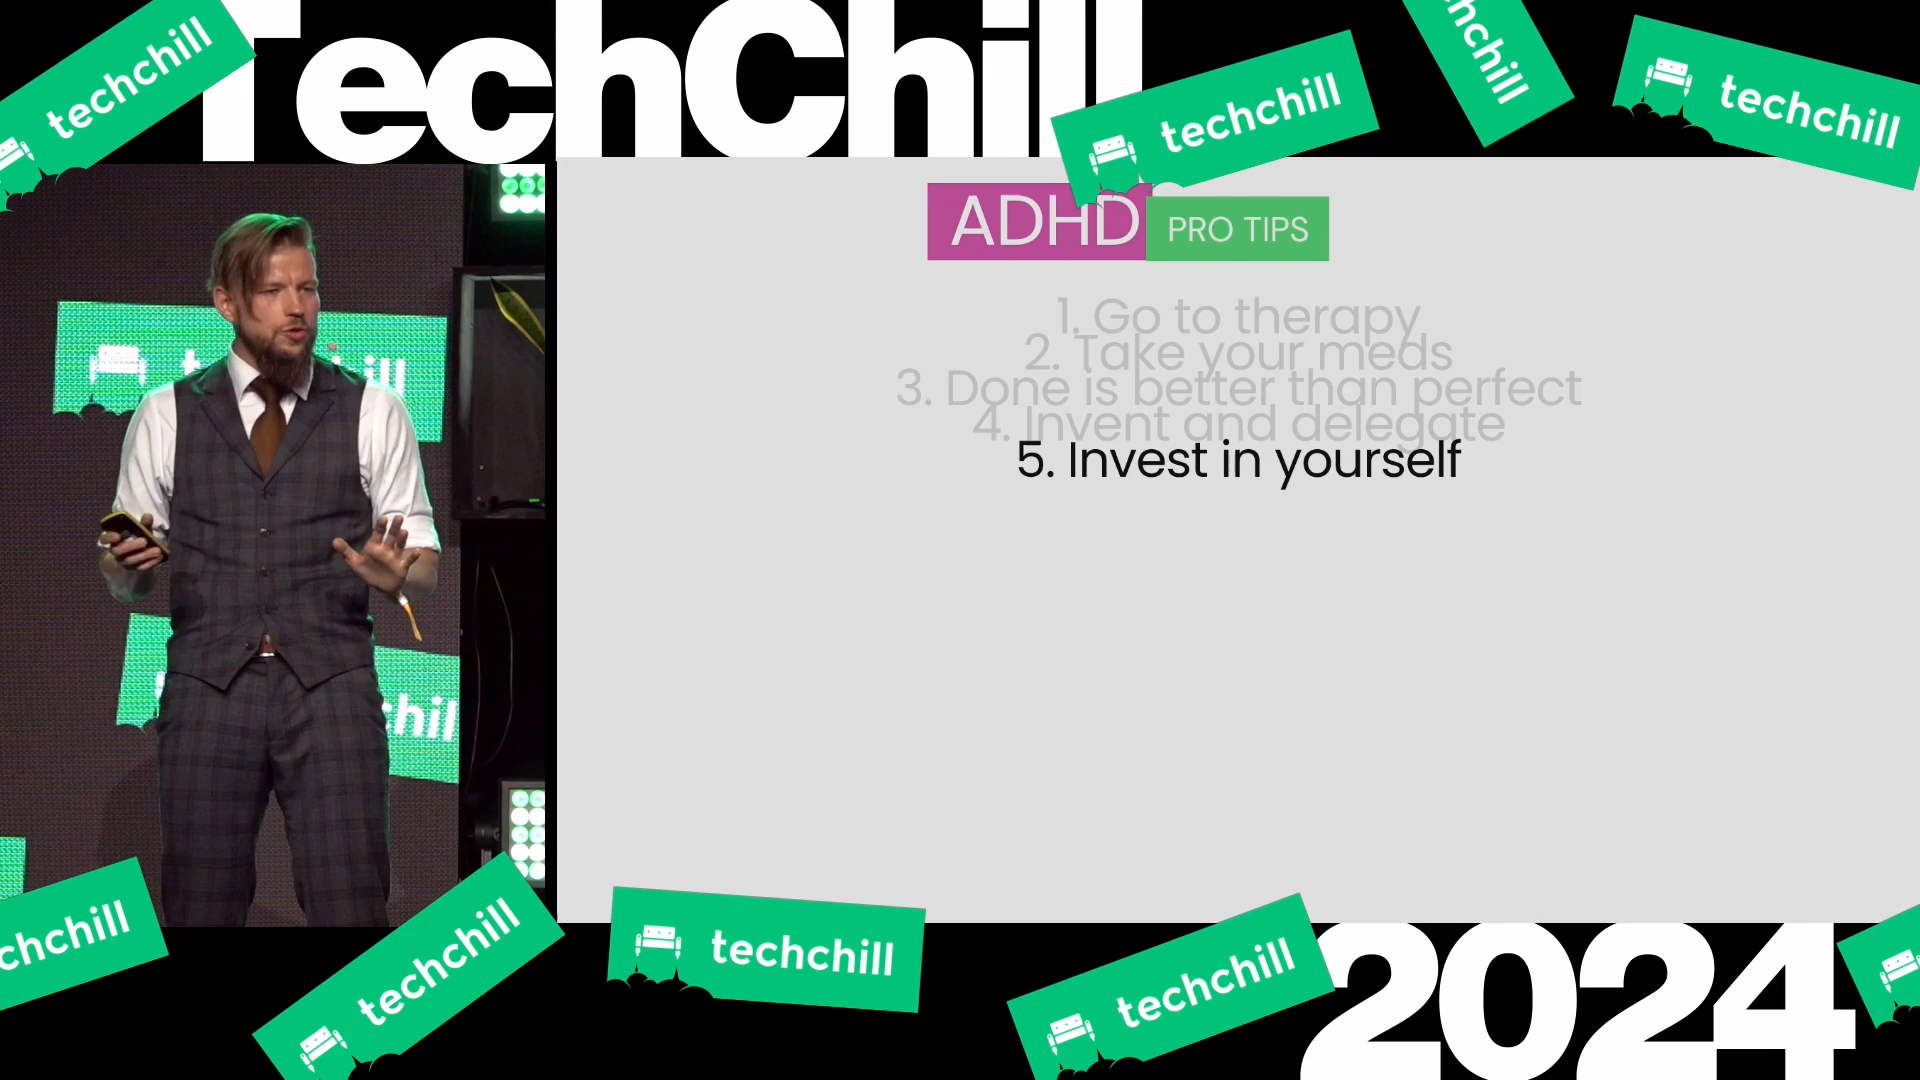 TechChill
techchill
techchill
chchill
techchill
ADHD
PRO TIPS
1. Go to therapy
2. Take your meds
3. Done is better than perfect
4. Invent and delegate
5. Invest in yourself
chill
techchill
techchill
techchill
techchill
2024